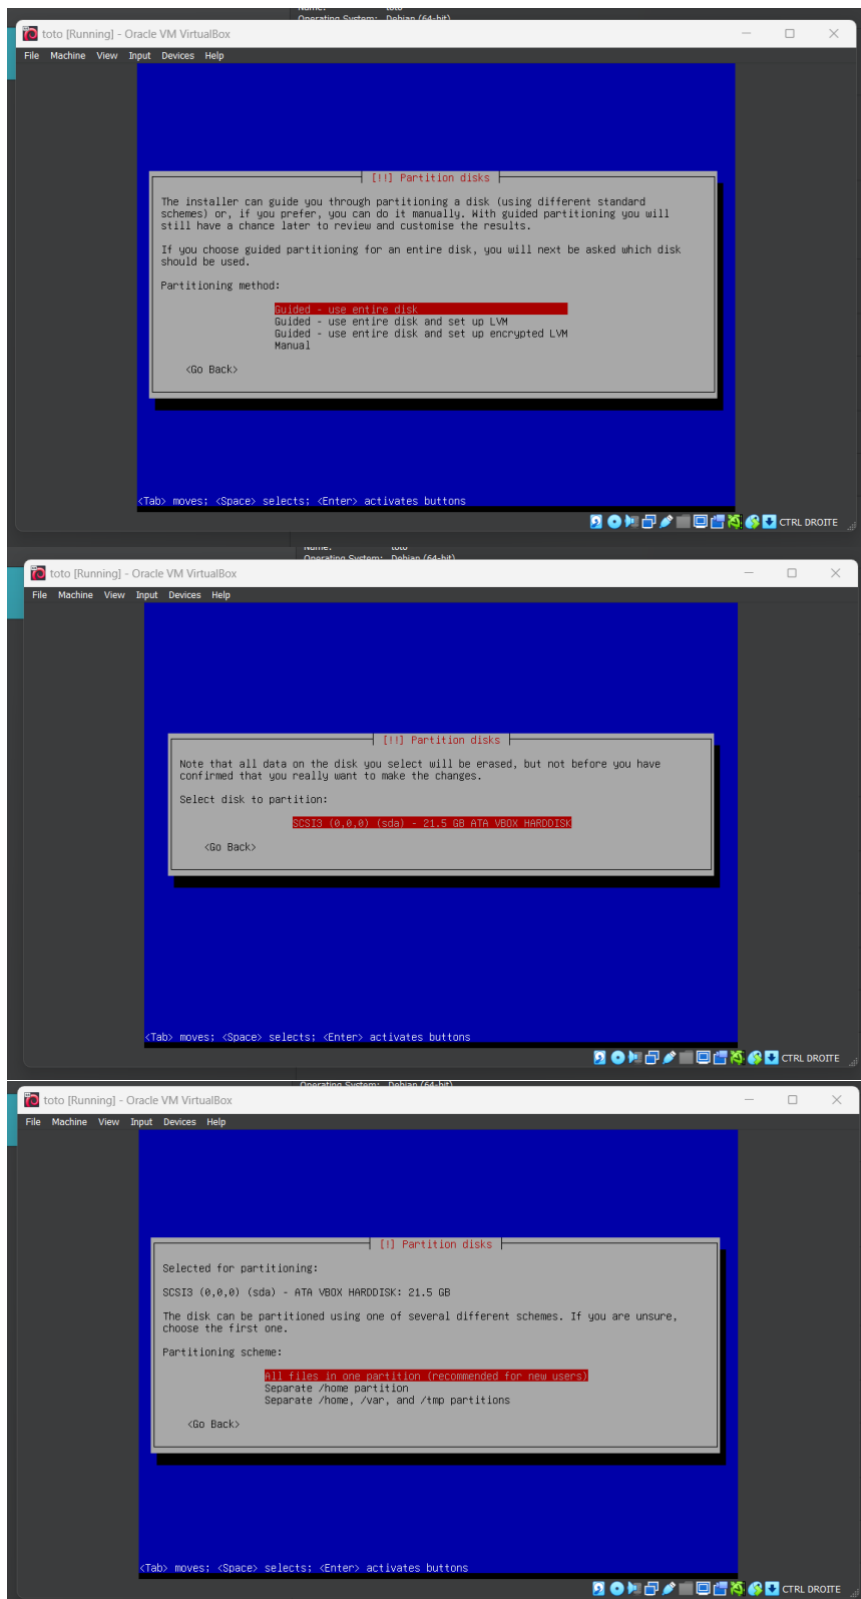 Operating System: Debian (64-bit)
toto [Running] - Oracle VM VirtualBox
File Machine View Input Devices Help
[!!] Partition disks
The installer can guide you through partitioning a disk (using different standard
schemes) or, if you prefer, you can do it manually. With guided partitioning you will
still have a chance later to review and customise the results.
If you choose guided partitioning for an entire disk, you will next be asked which disk
should be used.
Partitioning method:
Guided - use entire disk
Guided - use entire disk and set up LVM
Guided - use entire disk and set up encrypted LVM
Manual
<Go Back>
<Tab> moves; <Space> selects; <Enter> activates buttons
CTRL DROITE
Operating System: Debian (64-bit)
toto [Running] - Oracle VM VirtualBox
File Machine View Input Devices Help
[!!] Partition disks
Note that all data on the disk you select will be erased, but not before you have
confirmed that you really want to make the changes.
Select disk to partition:
SCSI3 (0,0,0) (sda) - 21.5 GB ATA VBOX HARDDISK
<Go Back>
<Tab> moves; <Space> selects; <Enter> activates buttons
CTRL DROITE
Operating System: Debian (64-bit)
toto [Running] - Oracle VM VirtualBox
File Machine View Input Devices Help
[!] Partition disks
Selected for partitioning:
SCSI3 (0,0,0) (sda) - ATA VBOX HARDDISK: 21.5 GB
The disk can be partitioned using one of several different schemes. If you are unsure,
choose the first one.
Partitioning scheme:
All files in one partition (recommended for new users)
Separate /home partition
Separate /home, /var, and /tmp partitions
<Go Back>
<Tab> moves; <Space> selects; <Enter> activates buttons
CTRL DROITE